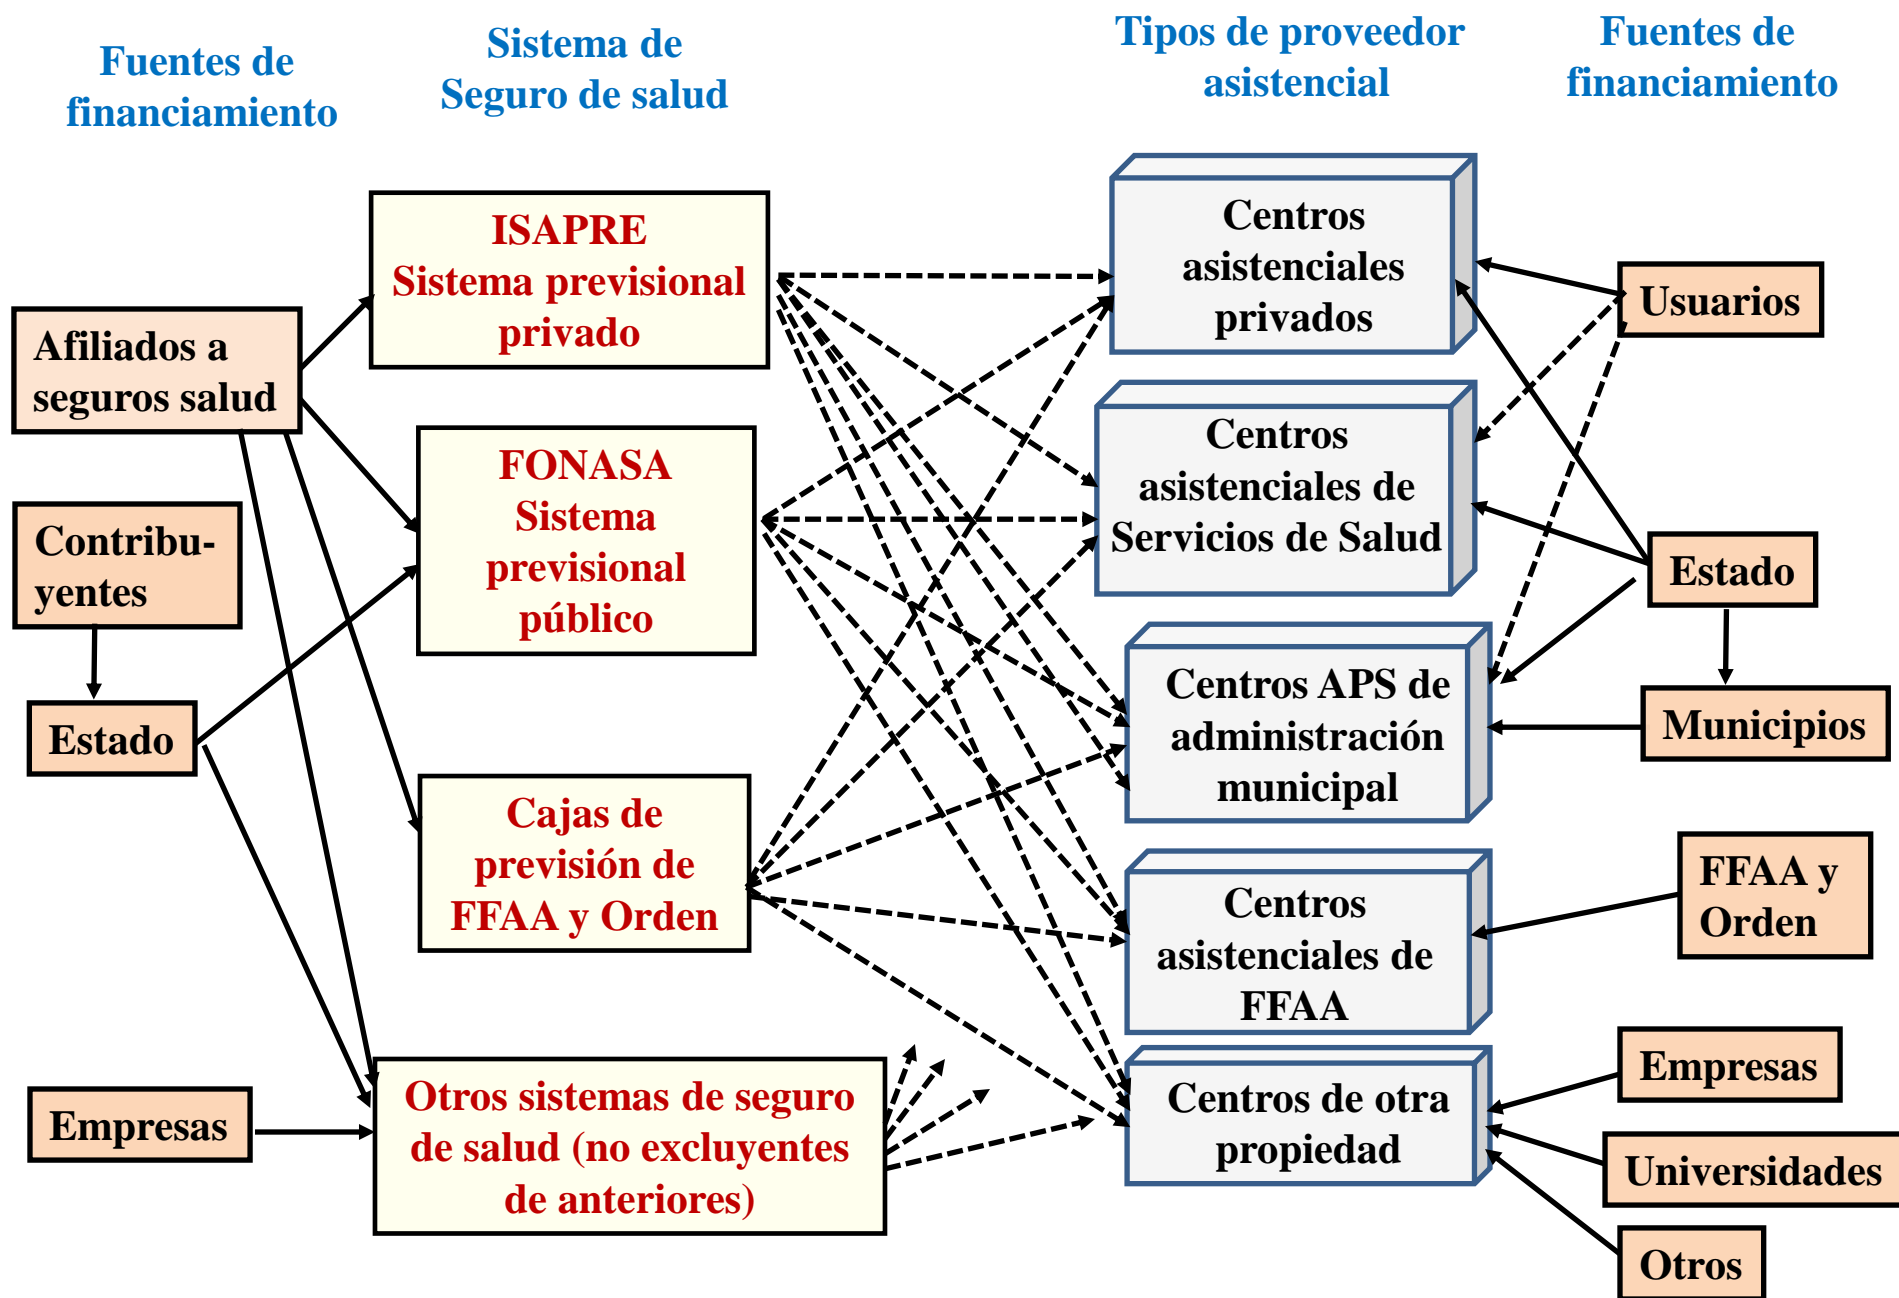 Fuentes de
financiamiento
Sistema de
Seguro de salud
Tipos de proveedor
asistencial
Fuentes de
financiamiento
Afiliados a
seguros salud
Contribu-
yentes
Estado
Empresas
ISAPRE
Sistema previsional
privado
FONASA
Sistema
previsional
público
Cajas de
previsión de
FFAA y Orden
Otros sistemas de seguro
de salud (no excluyentes
de anteriores)
Centros
asistenciales
privados
Centros
asistenciales de
Servicios de Salud
Centros APS de
administración
municipal
Centros
asistenciales de
FFAA
Centros de otra
propiedad
Usuarios
Estado
Municipios
FFAA y
Orden
Empresas
Universidades
Otros